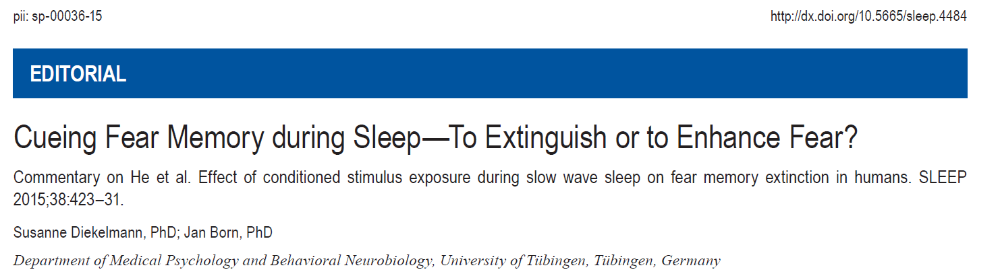 pii: sp-00036-15
http://dx.doi.org/10.5665/sleep.4484
EDITORIAL
Cueing Fear Memory during Sleep—To Extinguish or to Enhance Fear?
Commentary on He et al. Effect of conditioned stimulus exposure during slow wave sleep on fear memory extinction in humans. SLEEP
2015;38:423–31.
Susanne Diekelmann, PhD; Jan Born, PhD
Department of Medical Psychology and Behavioral Neurobiology, University of Tübingen, Tübingen, Germany